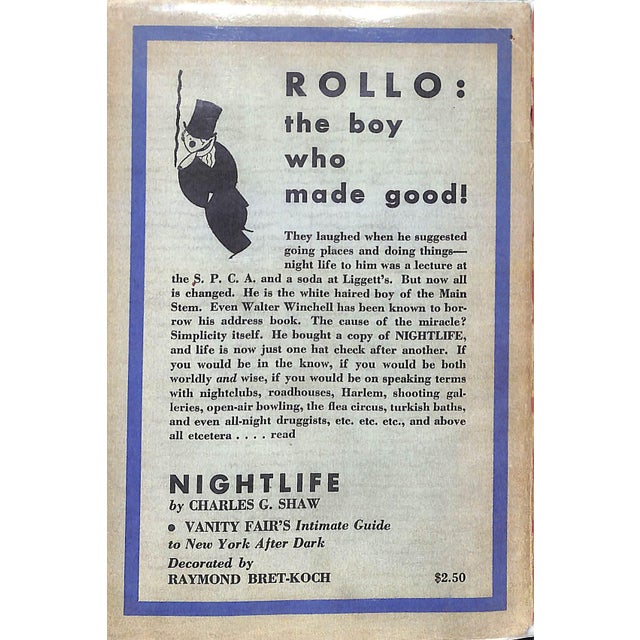 ROLLO:
the boy
who
made good!
They laughed when he suggested
going places and doing things—
night life to him was a lecture at
the S. P. C. A. and a soda at Liggett's. But now all
is changed. He is the white haired boy of the Main
Stem. Even Walter Winchell has been known to bor-
row his address book. The cause of the miracle?
Simplicity itself. He bought a copy of NIGHTLIFE,
and life is now just one hat check after another. If
you would be in the know, if you would be both
worldly and wise, if you would be on speaking terms
with nightclubs, roadhouses, Harlem, shooting gal-
leries, open-air bowling, the flea circus, turkish baths,
and even all-night druggists, etc. etc. etc., and above
all etcetera . . . . read
NIGHTLIFE
by CHARLES G. SHAW
● VANITY FAIR'S Intimate Guide
to New York After Dark
Decorated by
RAYMOND BRET-KOCH $2.50